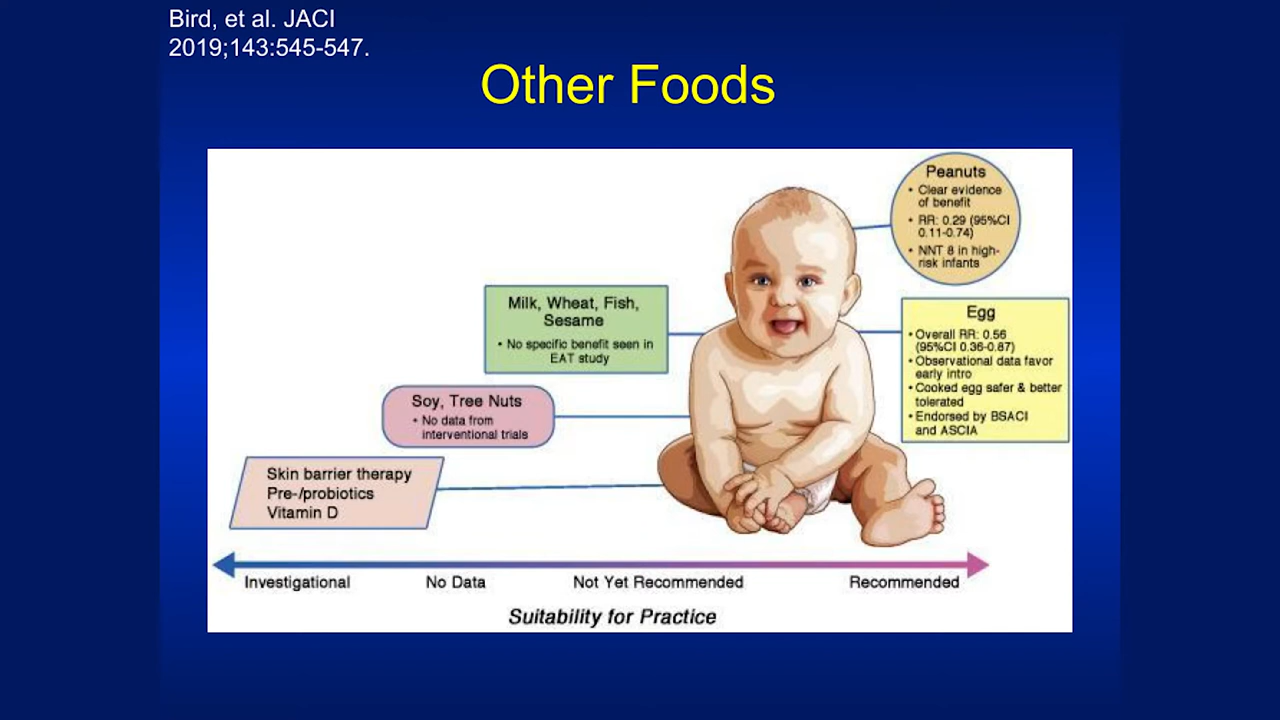 Bird, et al. JACI
2019;143:545-547.
Other Foods
Peanuts
• Clear evidence
of benefit
• RR: 0.29 (95%CI
0.11-0.74)
• NNT 8 in high-
risk infants
Milk, Wheat, Fish,
Sesame
• No specific benefit seen in
EAT study
Egg
• Overall RR: 0.56
(95%CI 0.36-0.87)
• Observational data favor
early intro
• Cooked egg safer & better
tolerated
• Endorsed by BSACI
and ASCIA
Soy, Tree Nuts
• No data from
interventional trials
Skin barrier therapy
Pre-/probiotics
Vitamin D
Investigational No Data Not Yet Recommended Recommended
Suitability for Practice